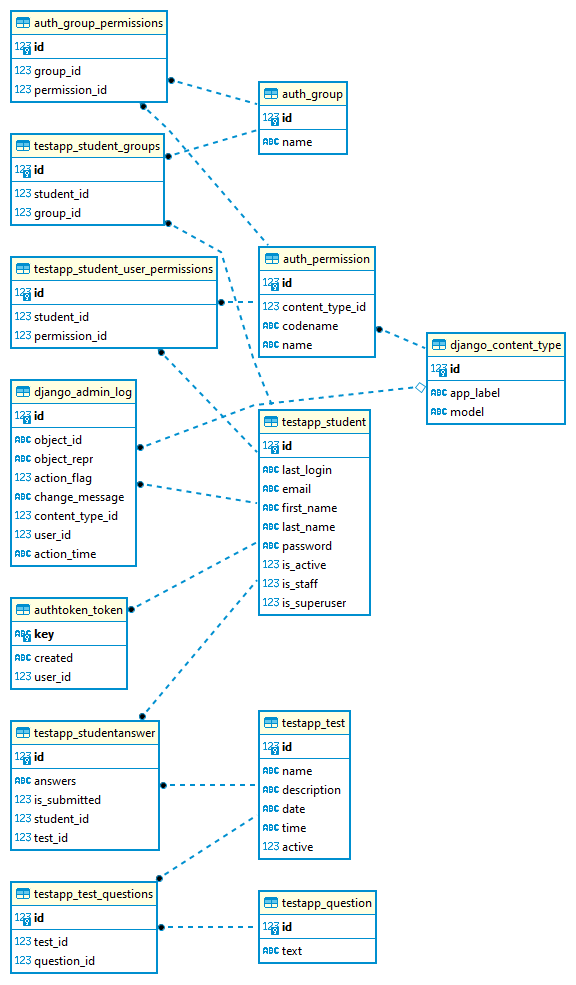 auth_group_permissions
123 id
123 group_id
123 permission_id
auth_group
123 id
ABC name
testapp_student_groups
123 id
123 student_id
123 group_id
testapp_student_user_permissions
123 id
123 student_id
123 permission_id
auth_permission
123 id
123 content_type_id
ABC codename
ABC name
django_content_type
123 id
ABC app_label
ABC model
django_admin_log
123 id
ABC object_id
ABC object_repr
123 action_flag
ABC change_message
123 content_type_id
123 user_id
ABC action_time
testapp_student
123 id
ABC last_login
ABC email
ABC first_name
ABC last_name
ABC password
123 is_active
123 is_staff
123 is_superuser
authtoken_token
ABC key
ABC created
123 user_id
testapp_studentanswer
123 id
ABC answers
123 is_submitted
123 student_id
123 test_id
testapp_test
123 id
ABC name
ABC description
ABC date
ABC time
123 active
testapp_test_questions
123 id
123 test_id
123 question_id
testapp_question
123 id
ABC text